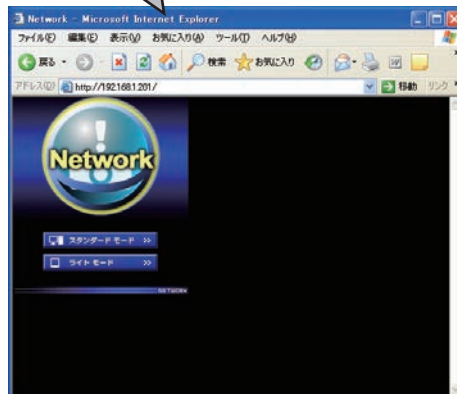 Network - Microsoft Internet Explorer
ファイル(F) 編集(E) 表示(V) お気に入り(A) ツール(T) ヘルプ(H)
戻る 検索 お気に入り
アドレス(D) http://192.168.1.201/ 移動 リンク
Network
スタンダード モード >>
ライト モード >>
NETWORK